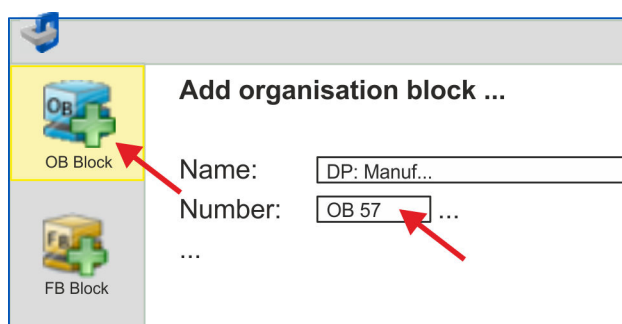 Add organisation block ...
OB
OB Block
Name: DP: Manuf...
Number: OB 57 ...
...
FB
FB Block